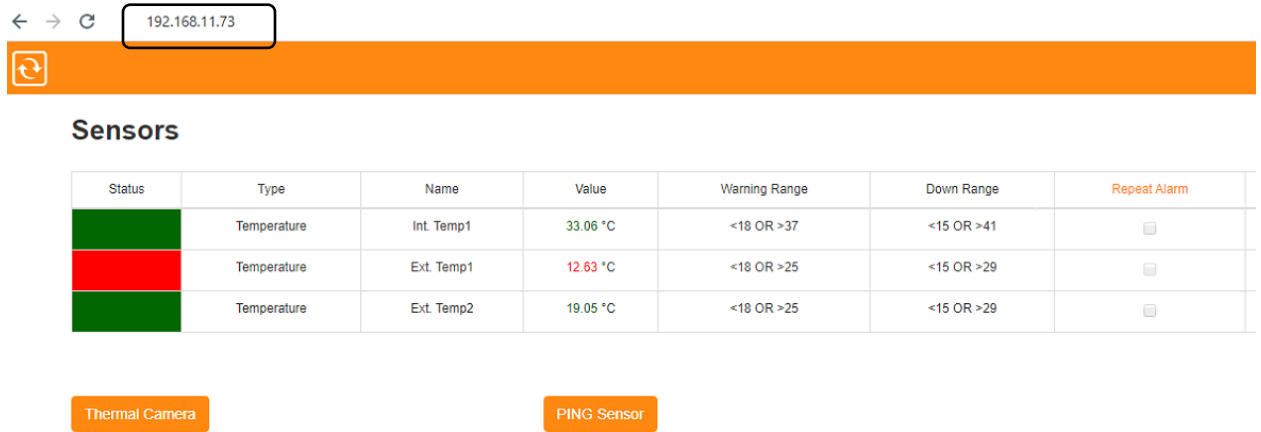 192.168.11.73
Sensors
Status Type Name Value Warning Range Down Range Repeat Alarm
Temperature Int. Temp1 33.06 °C <18 OR >37 <15 OR >41
Temperature Ext. Temp1 12.63 °C <18 OR >25 <15 OR >29
Temperature Ext. Temp2 19.05 °C <18 OR >25 <15 OR >29
Thermal Camera PING Sensor